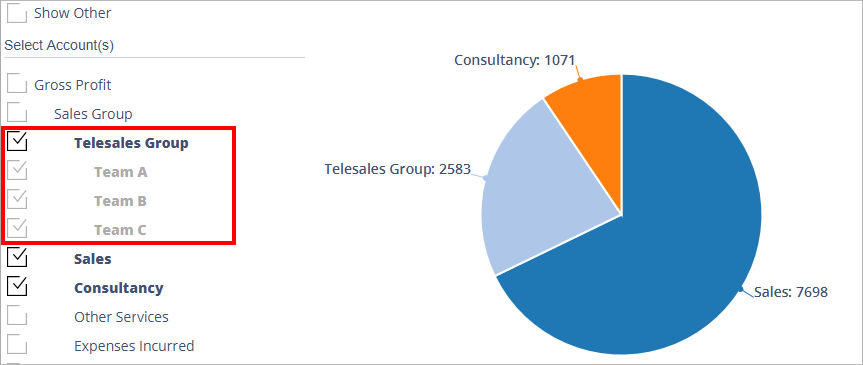 Show Other
Select Account(s)
Gross Profit
Sales Group
Telesales Group
Team A
Team B
Team C
Sales
Consultancy
Other Services
Expenses Incurred
Consultancy: 1071
Telesales Group: 2583
Sales: 7698